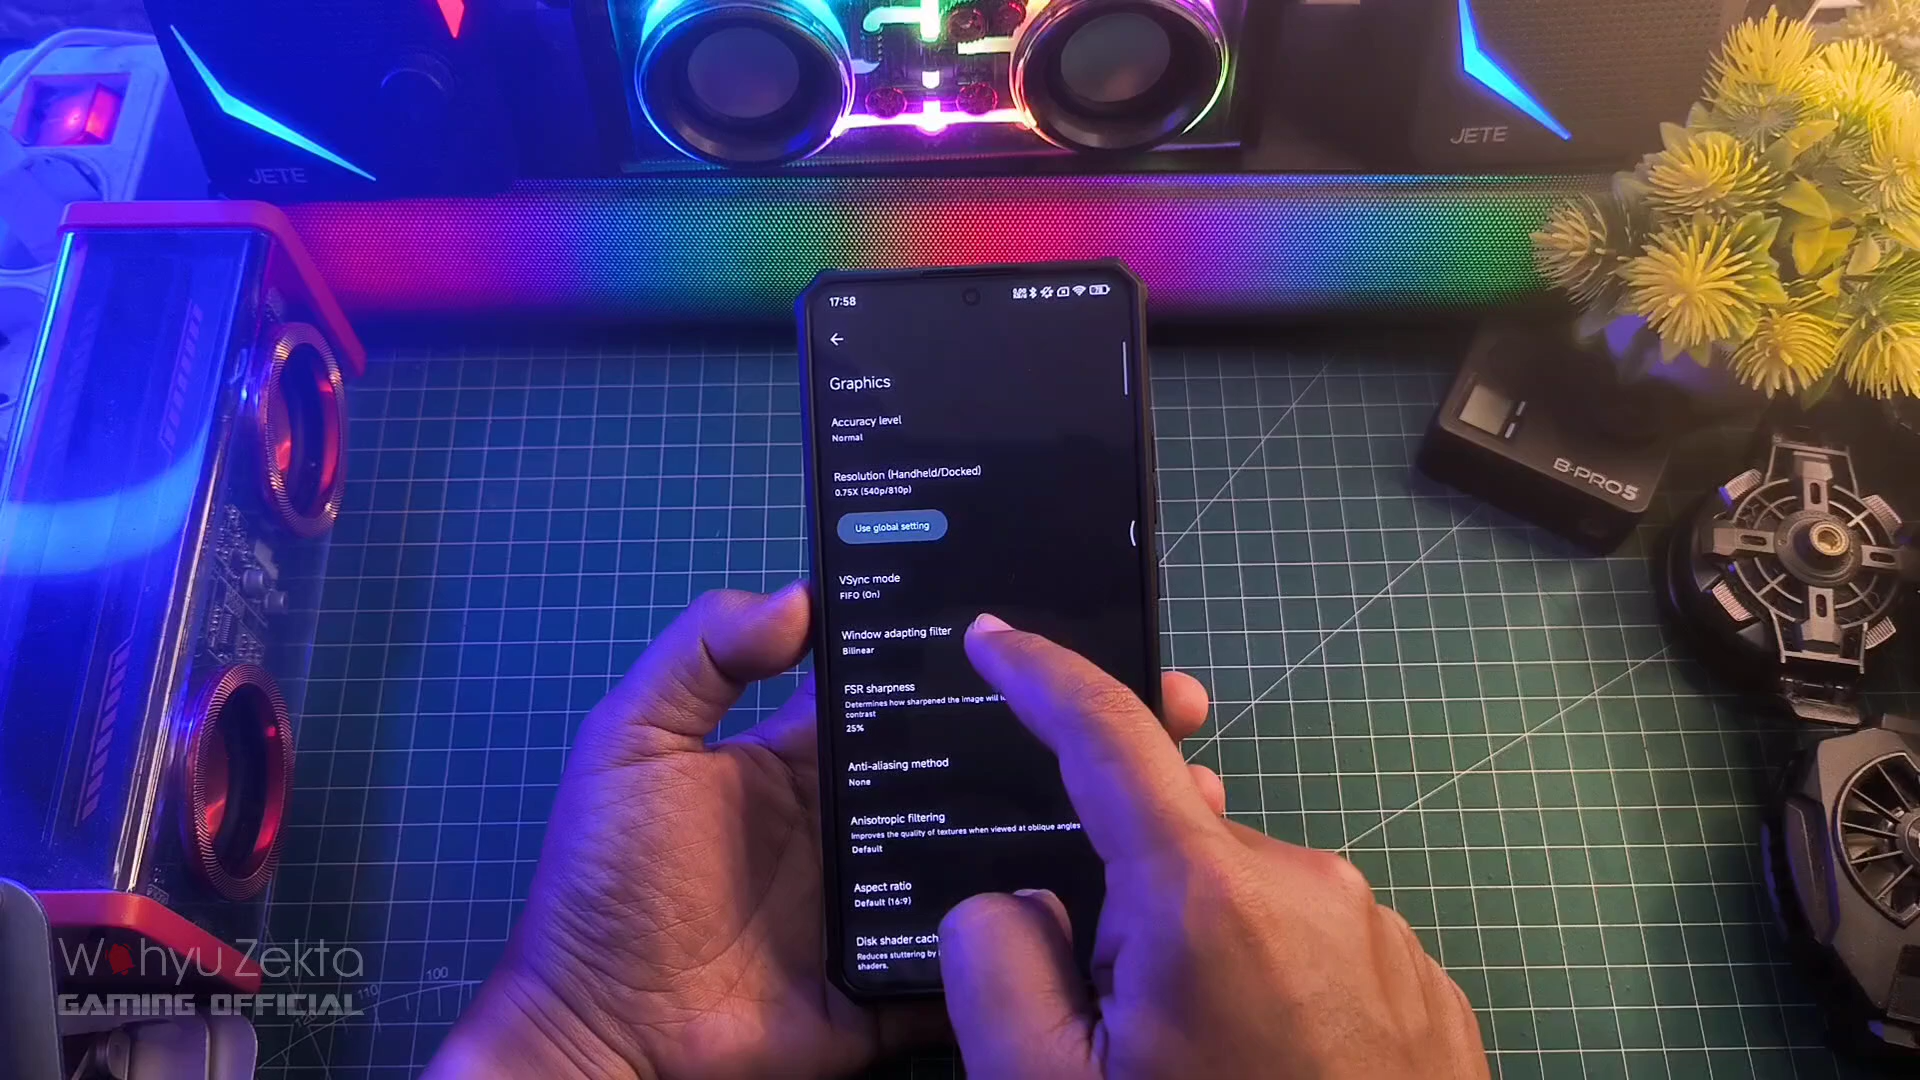 JETE
JETE
17:58
Graphics
Accuracy level
Normal
Resolution (Handheld/Docked)
0.75X (540p/810p)
Use global setting
VSync mode
FIFO (On)
Window adapting filter
Bilinear
FSR sharpness
Determines how sharpened the image will
contrast
25%
Anti-aliasing method
None
Anisotropic filtering
Improves the quality of textures when viewed at oblique angles
Default
Aspect ratio
Default (16:9)
Disk shader cach
Reduces stuttering by
shaders.
B-PRO5
Wahyu Zekta
GAMING OFFICIAL
100
110